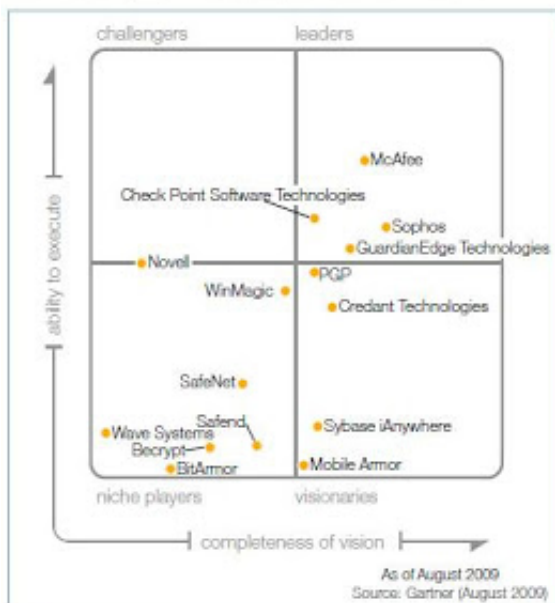 challengers
leaders
McAfee
Check Point Software Technologies
Sophos
GuardianEdge Technologies
Novell
PGP
WinMagic
Credant Technologies
SafeNet
Safend
Sybase iAnywhere
Wave Systems
Becrypt
BitArmor
Mobile Armor
niche players
visionaries
ability to execute
completeness of vision
As of August 2009
Source: Gartner (August 2009)